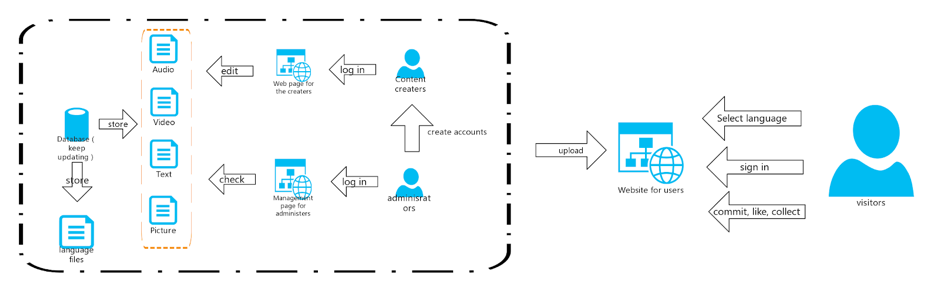 Audio
Video
Text
Picture
Database (
keep
updating )
store
store
language
files
edit
check
Web page for
the creaters
Management
page for
administers
log in
log in
Content
creaters
create accounts
administrat
ors
upload
Website for users
Select language
sign in
commit, like, collect
visitors